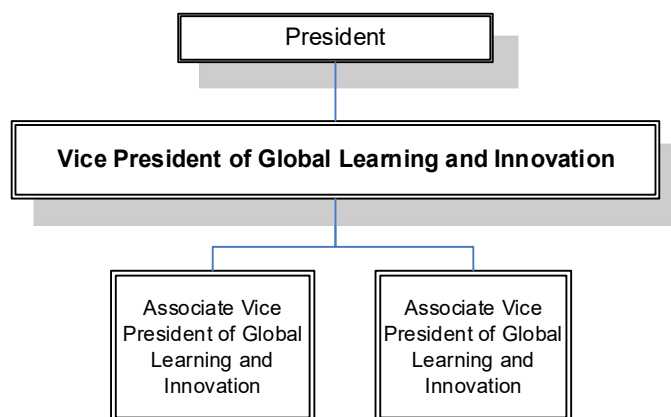 President
Vice President of Global Learning and Innovation
Associate Vice
President of Global
Learning and
Innovation
Associate Vice
President of Global
Learning and
Innovation